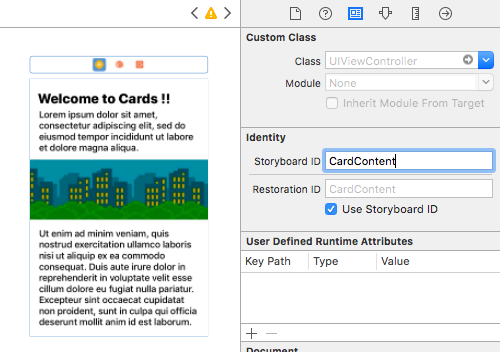 Welcome to Cards !!
Lorem ipsum dolor sit amet,
consectetur adipiscing elit, sed do
eiusmod tempor incididunt ut labore
et dolore magna aliqua.
Ut enim ad minim veniam, quis
nostrud exercitation ullamco laboris
nisi ut aliquip ex ea commodo
consequat. Duis aute irure dolor in
reprehenderit in voluptate velit esse
cillum dolore eu fugiat nulla pariatur.
Excepteur sint occaecat cupidatat
non proident, sunt in culpa qui officia
deserunt mollit anim id est laborum.
Custom Class
Class UIViewController
Module None
Inherit Module From Target
Identity
Storyboard ID CardContent
Restoration ID CardContent
Use Storyboard ID
User Defined Runtime Attributes
Key Path Type Value
Document